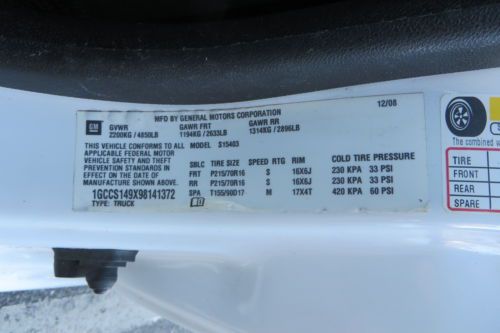 MFD BY GENERAL MOTORS CORPORATION
12/08
GM GVWR GAWR FRT GAWR RR
2200KG / 4850LB 1194KG / 2633LB 1314KG / 2896LB
THIS VEHICLE CONFORMS TO ALL MODEL S15403
APPLICABLE FEDERAL MOTOR
VEHICLE SAFETY AND THEFT SBLC TIRE SIZE SPEED RTG RIM COLD TIRE PRESSURE
PREVENTION STANDARDS IN
EFFECT ON THE DATE OF FRT P215/70R16 S 16X6J 230 KPA 33 PSI
MANUFACTURE SHOWN ABOVE. RR P215/70R16 S 16X6J 230 KPA 33 PSI
1GCCS149X98141372 SPA T155/90D17 M 17X4T 420 KPA 60 PSI
TYPE: TRUCK
The combined
TIRE
FRONT
REAR
SPARE